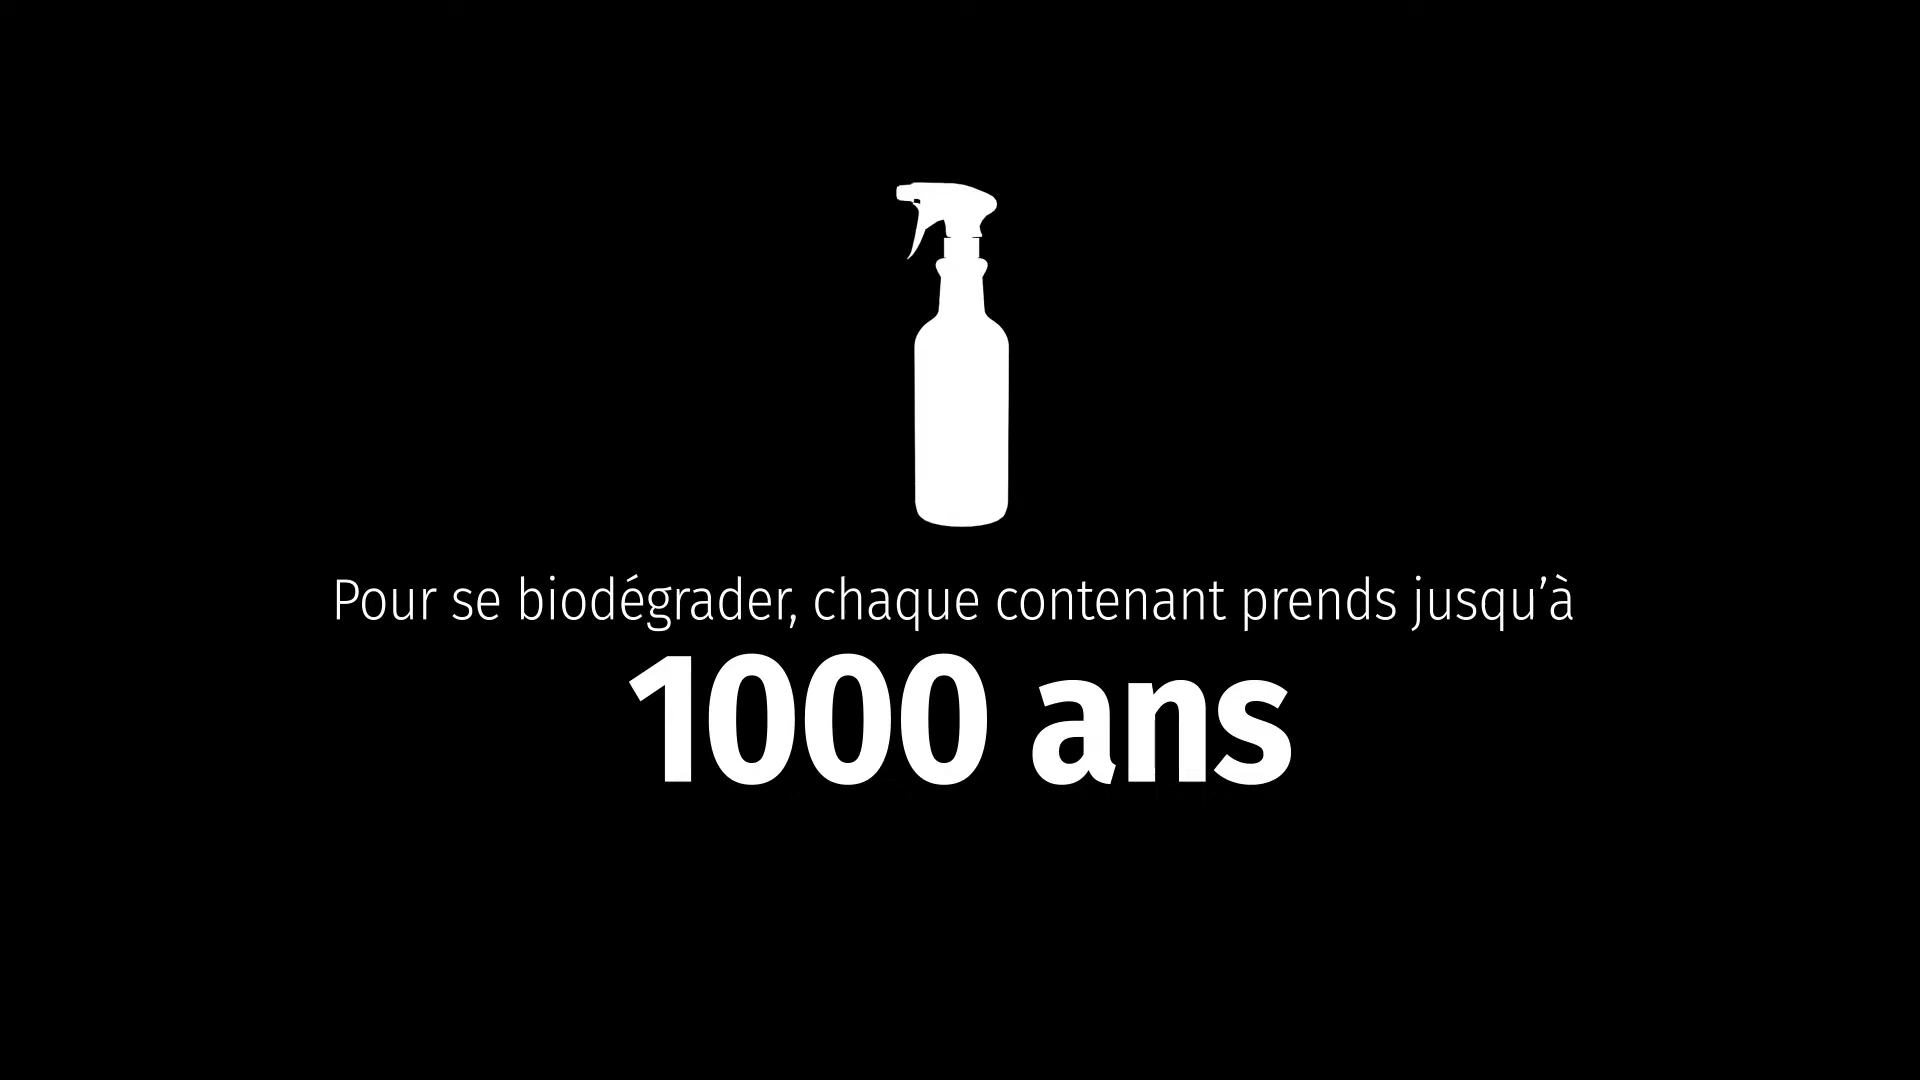 Pour se biodégrader, chaque contenant prends jusqu’à
1000 ans